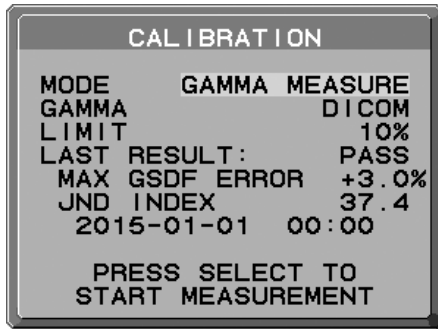 CALIBRATION
MODE GAMMA MEASURE
GAMMA DICOM
LIMIT 10%
LAST RESULT: PASS
MAX GSDF ERROR +3.0%
JND INDEX 37.4
2015-01-01 00:00
PRESS SELECT TO
START MEASUREMENT